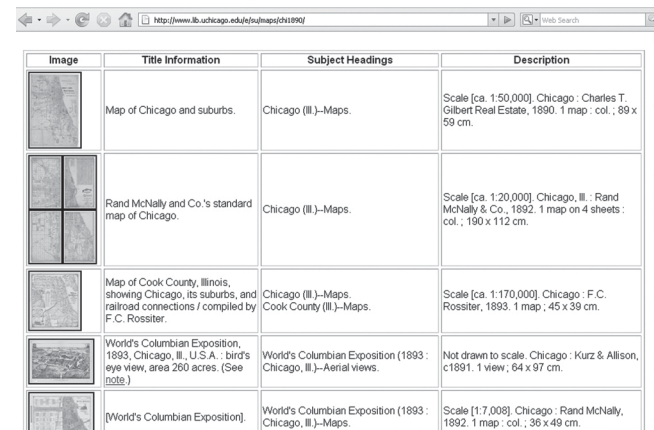 http://www.lib.uchicago.edu/e/su/maps/chi1890/
Web Search
Image
Title Information
Subject Headings
Description
Map of Chicago and suburbs.
Chicago (Ill.)--Maps.
Scale [ca. 1:50,000]. Chicago : Charles T.
Gilbert Real Estate, 1890. 1 map : col. ; 89 x
59 cm.
Rand McNally and Co.'s standard
map of Chicago.
Chicago (Ill.)--Maps.
Scale [ca. 1:20,000]. Chicago, Ill. : Rand
McNally & Co., 1892. 1 map on 4 sheets :
col. ; 190 x 112 cm.
Map of Cook County, Illinois,
showing Chicago, its suburbs, and
railroad connections / compiled by
F.C. Rossiter.
Chicago (Ill.)--Maps.
Cook County (Ill.)--Maps.
Scale [ca. 1:170,000]. Chicago : F.C.
Rossiter, 1893. 1 map ; 45 x 39 cm.
World's Columbian Exposition,
1893, Chicago, Ill., U.S.A. : bird's
eye view, area 260 acres. (See
note.)
World's Columbian Exposition (1893 :
Chicago, Ill.)--Aerial views.
Not drawn to scale. Chicago : Kurz & Allison,
c1891. 1 view ; 64 x 97 cm.
[World's Columbian Exposition].
World's Columbian Exposition (1893 :
Chicago, Ill.)--Maps.
Scale [1:7,008]. Chicago : Rand McNally,
1892. 1 map : col. ; 36 x 49 cm.